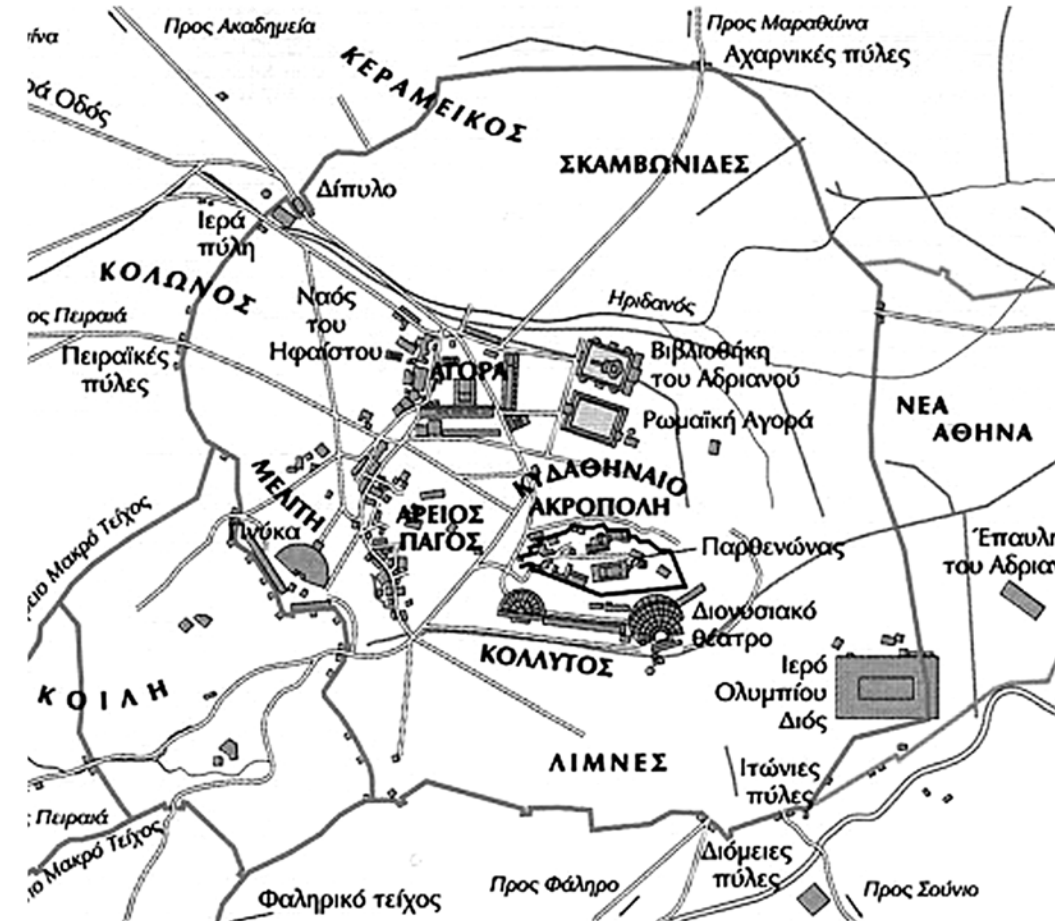 Προς Ακαδημεία
Προς Μαραθώνα
Αχαρνικές πύλες
ΚΕΡΑΜΕΙΚΟΣ
Οδός
ΣΚΑΜΒΩΝΙΔΕΣ
Δίπυλο
Ιερά
πύλη
ΚΟΛΩΝΟΣ
Ναός
του
Ηφαίστου
Ηριδανός
Πειραιά
Πειραϊκές
πύλες
ΑΓΟΡΑ
Βιβλιοθήκη
του Αδριανού
Ρωμαϊκή Αγορά
ΝΕΑ
ΑΘΗΝΑ
ΚΥΔΑΘΗΝΑΙΟ
ΜΕΛΙΤΗ
ΑΚΡΟΠΟΛΗ
ΑΡΕΙΟΣ
ΠΑΓΟΣ
Πνύκα
Παρθενώνας
Έπαυλη
του
Μακρό Τείχος
Διονυσιακό
θέατρο
ΚΟΛΛΥΤΟΣ
Ιερό
Ολυμπίου
Διός
ΚΟΙΛΗ
ΛΙΜΝΕΣ
Ιτώνιες
πύλες
Πειραιά
Μακρό Τείχος
Διόμειες
πύλες
Φαληρικό τείχος
Προς Φάληρο
Προς Σούνιο